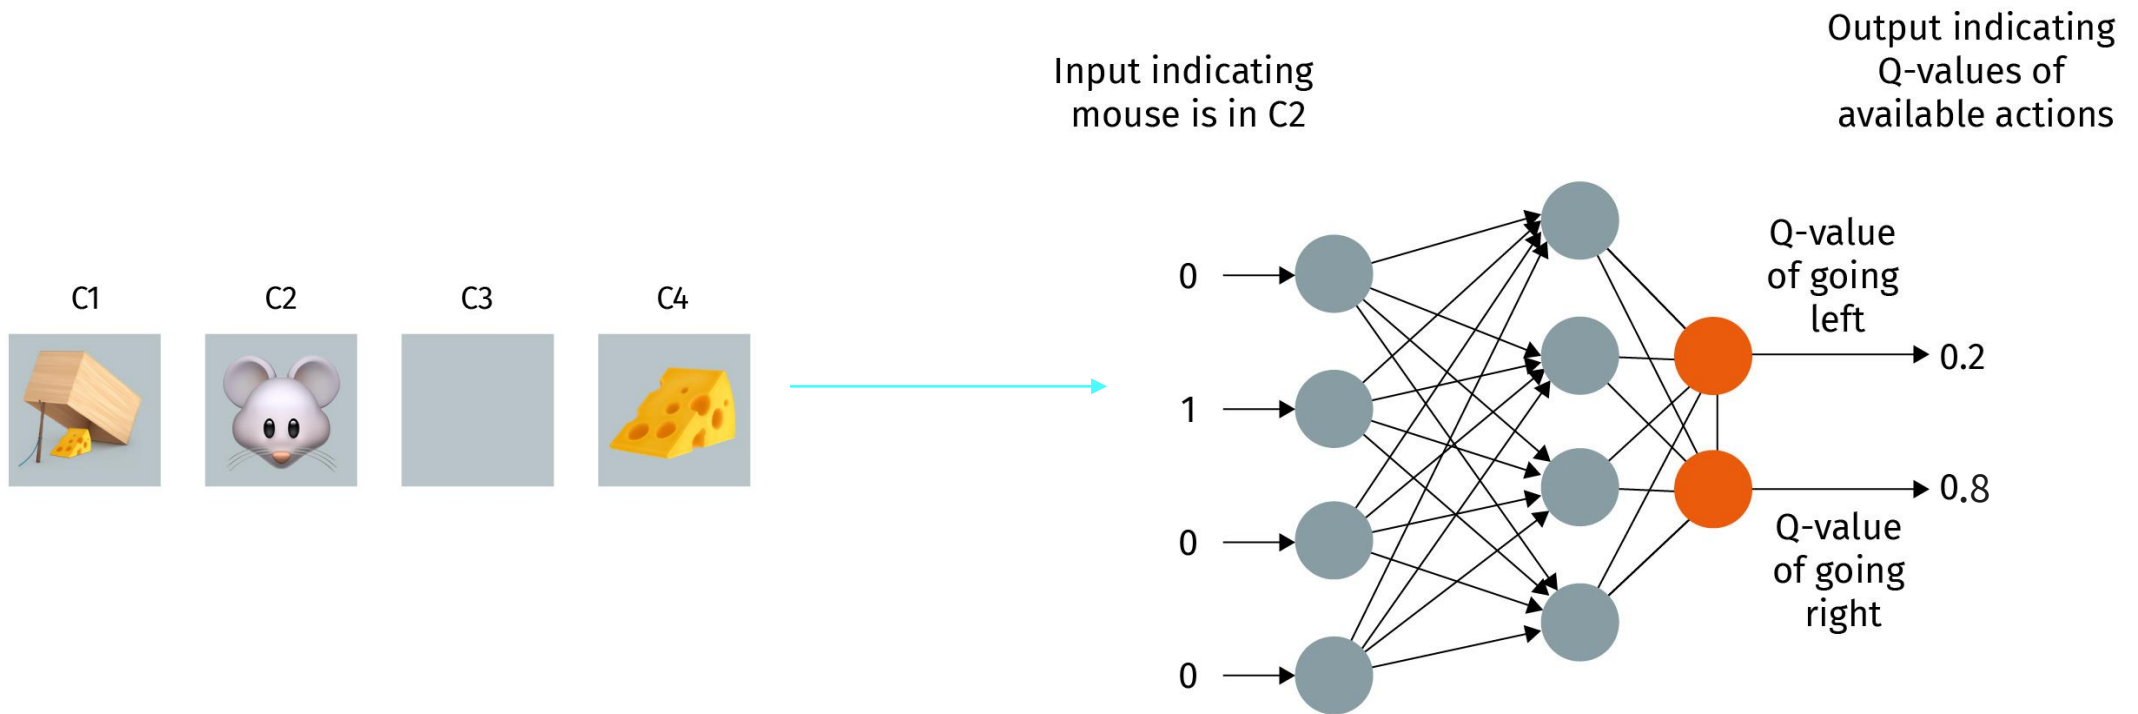 C1
C2
C3
C4
Input indicating
mouse is in C2
Output indicating
Q-values of
available actions
0
1
0
0
Q-value
of going
left
0.2
0.8
Q-value
of going
right